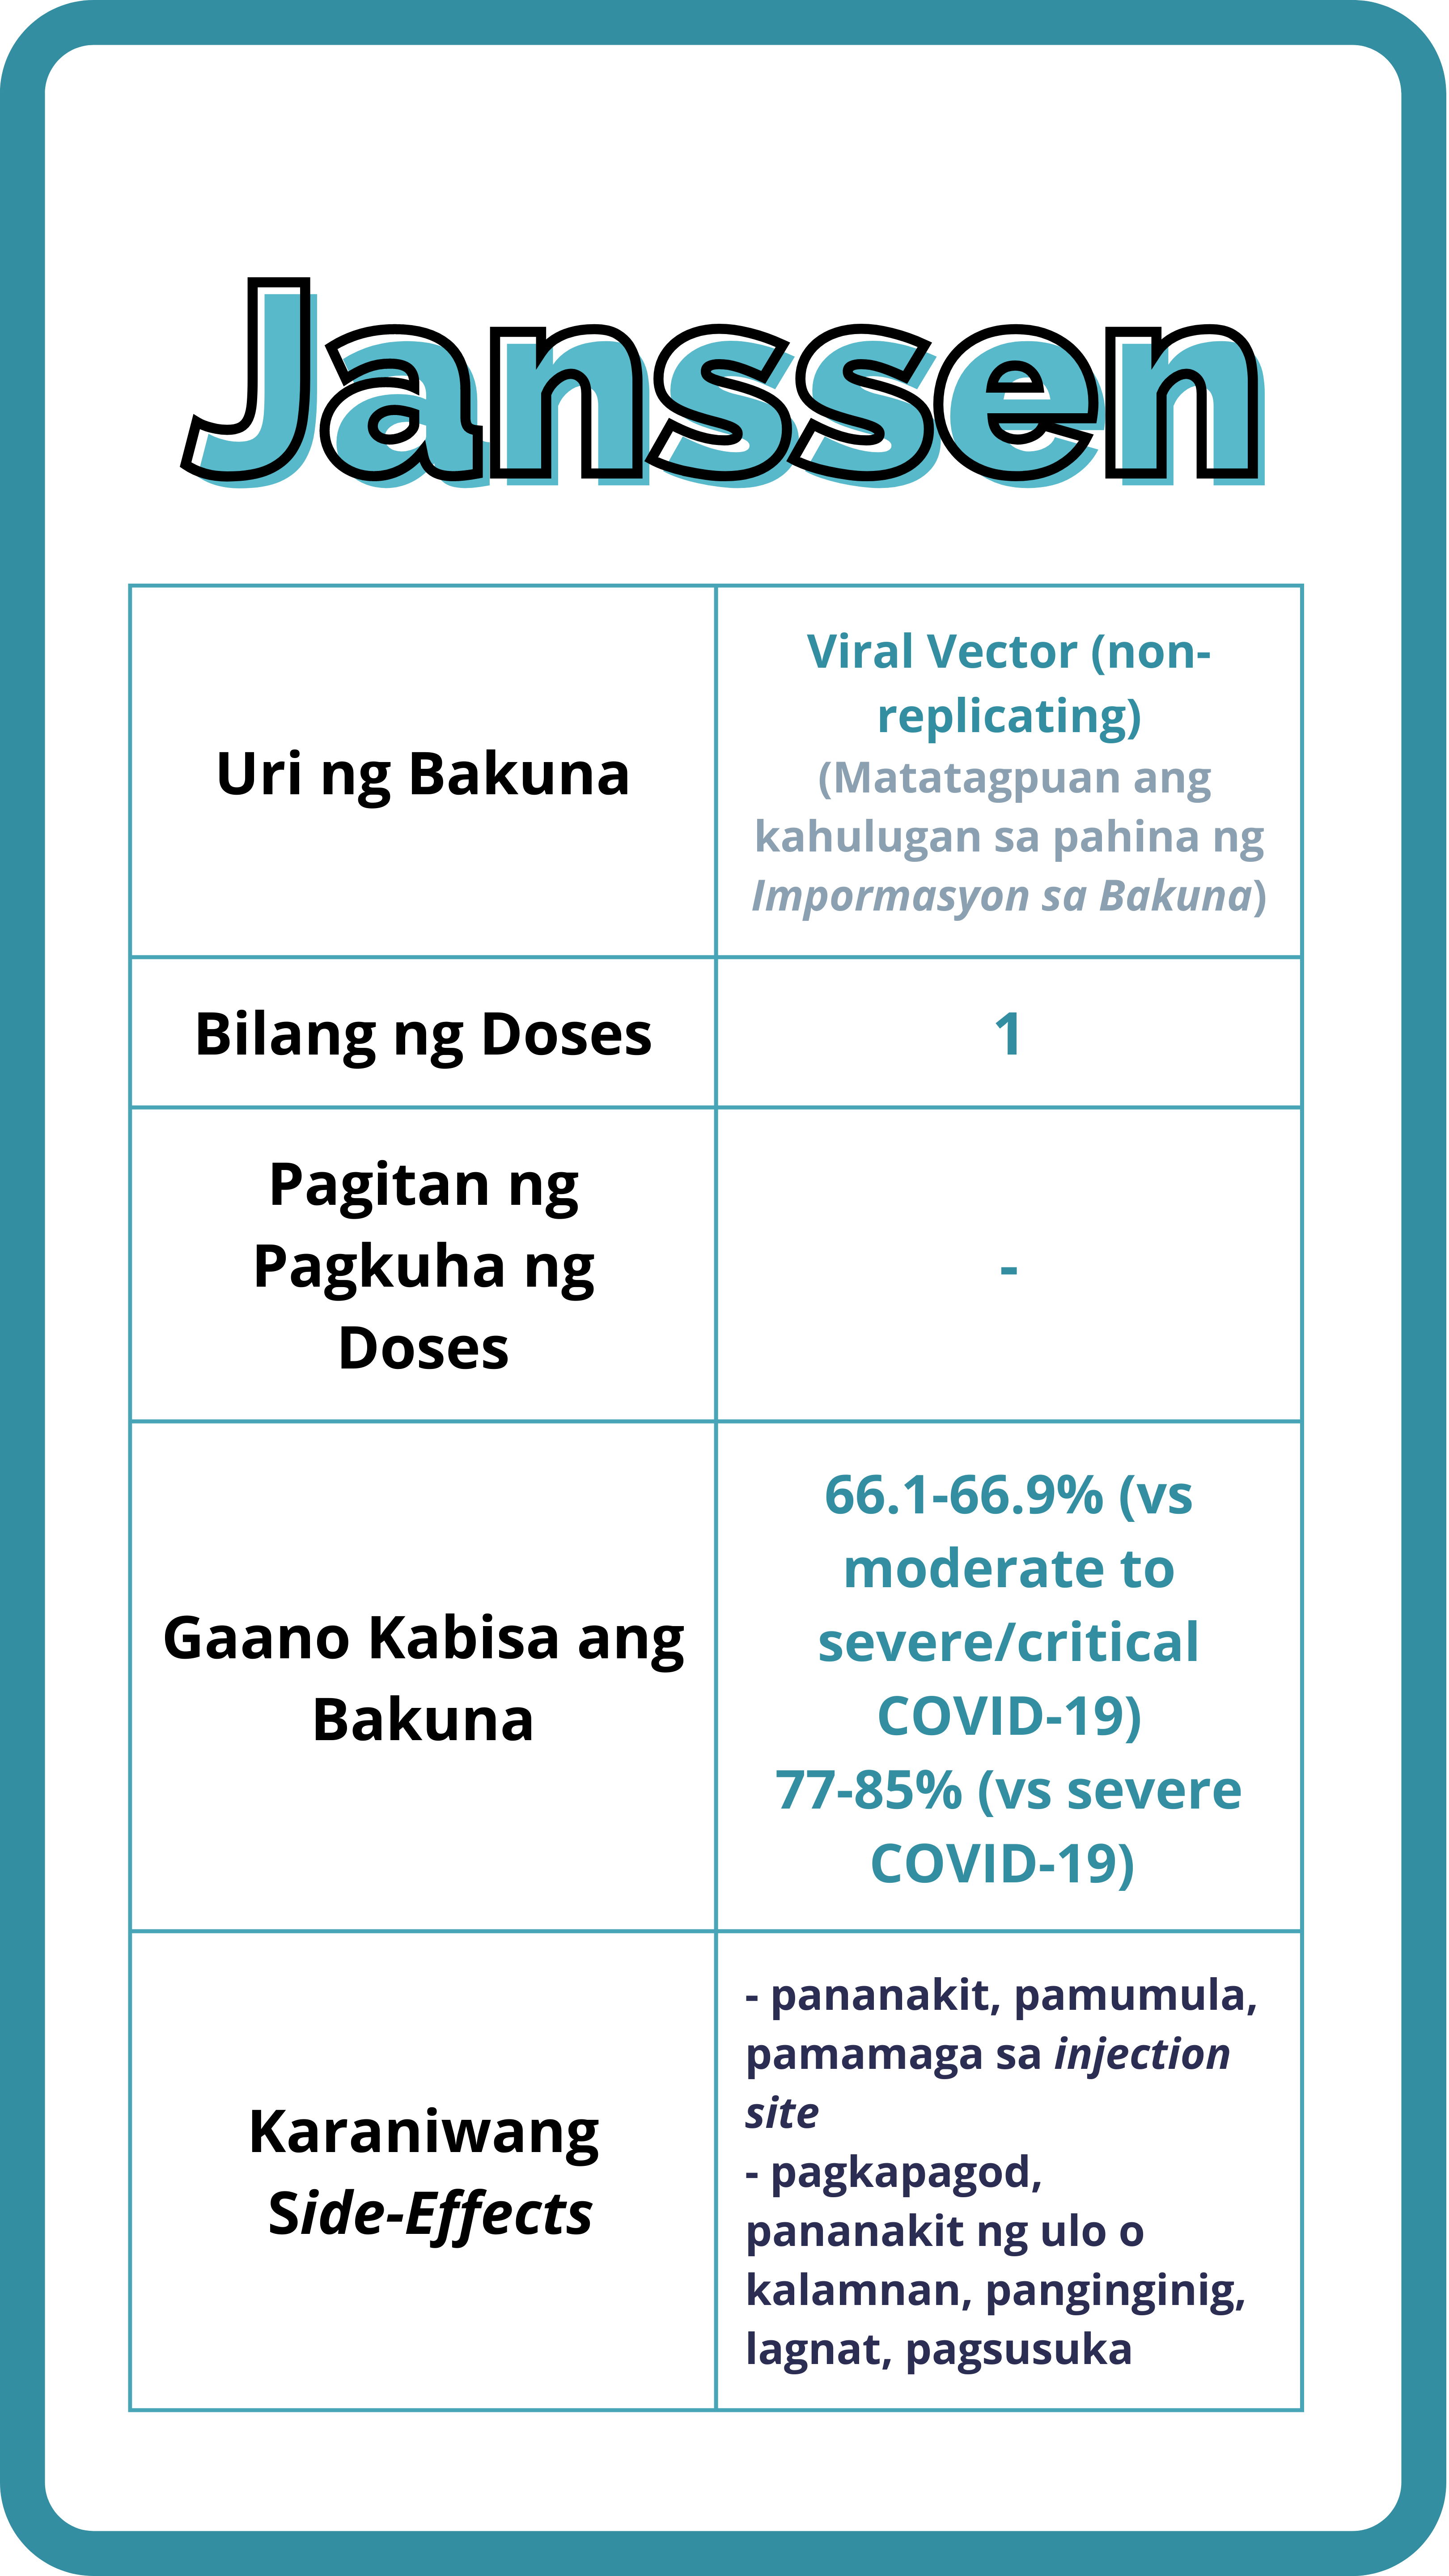 Janssen
Uri ng Bakuna
Viral Vector (non-
replicating)
(Matatagpuan ang
kahulugan sa pahina ng
Impormasyon sa Bakuna)
Bilang ng Doses
1
Pagitan ng
Pagkuha ng
Doses
-
Gaano Kabisa ang
Bakuna
66.1-66.9% (vs
moderate to
severe/critical
COVID-19)
77-85% (vs severe
COVID-19)
Karaniwang
Side-Effects
- pananakit, pamumula,
pamamaga sa injection
site
- pagkapagod,
pananakit ng ulo o
kalamnan, panginginig,
lagnat, pagsusuka